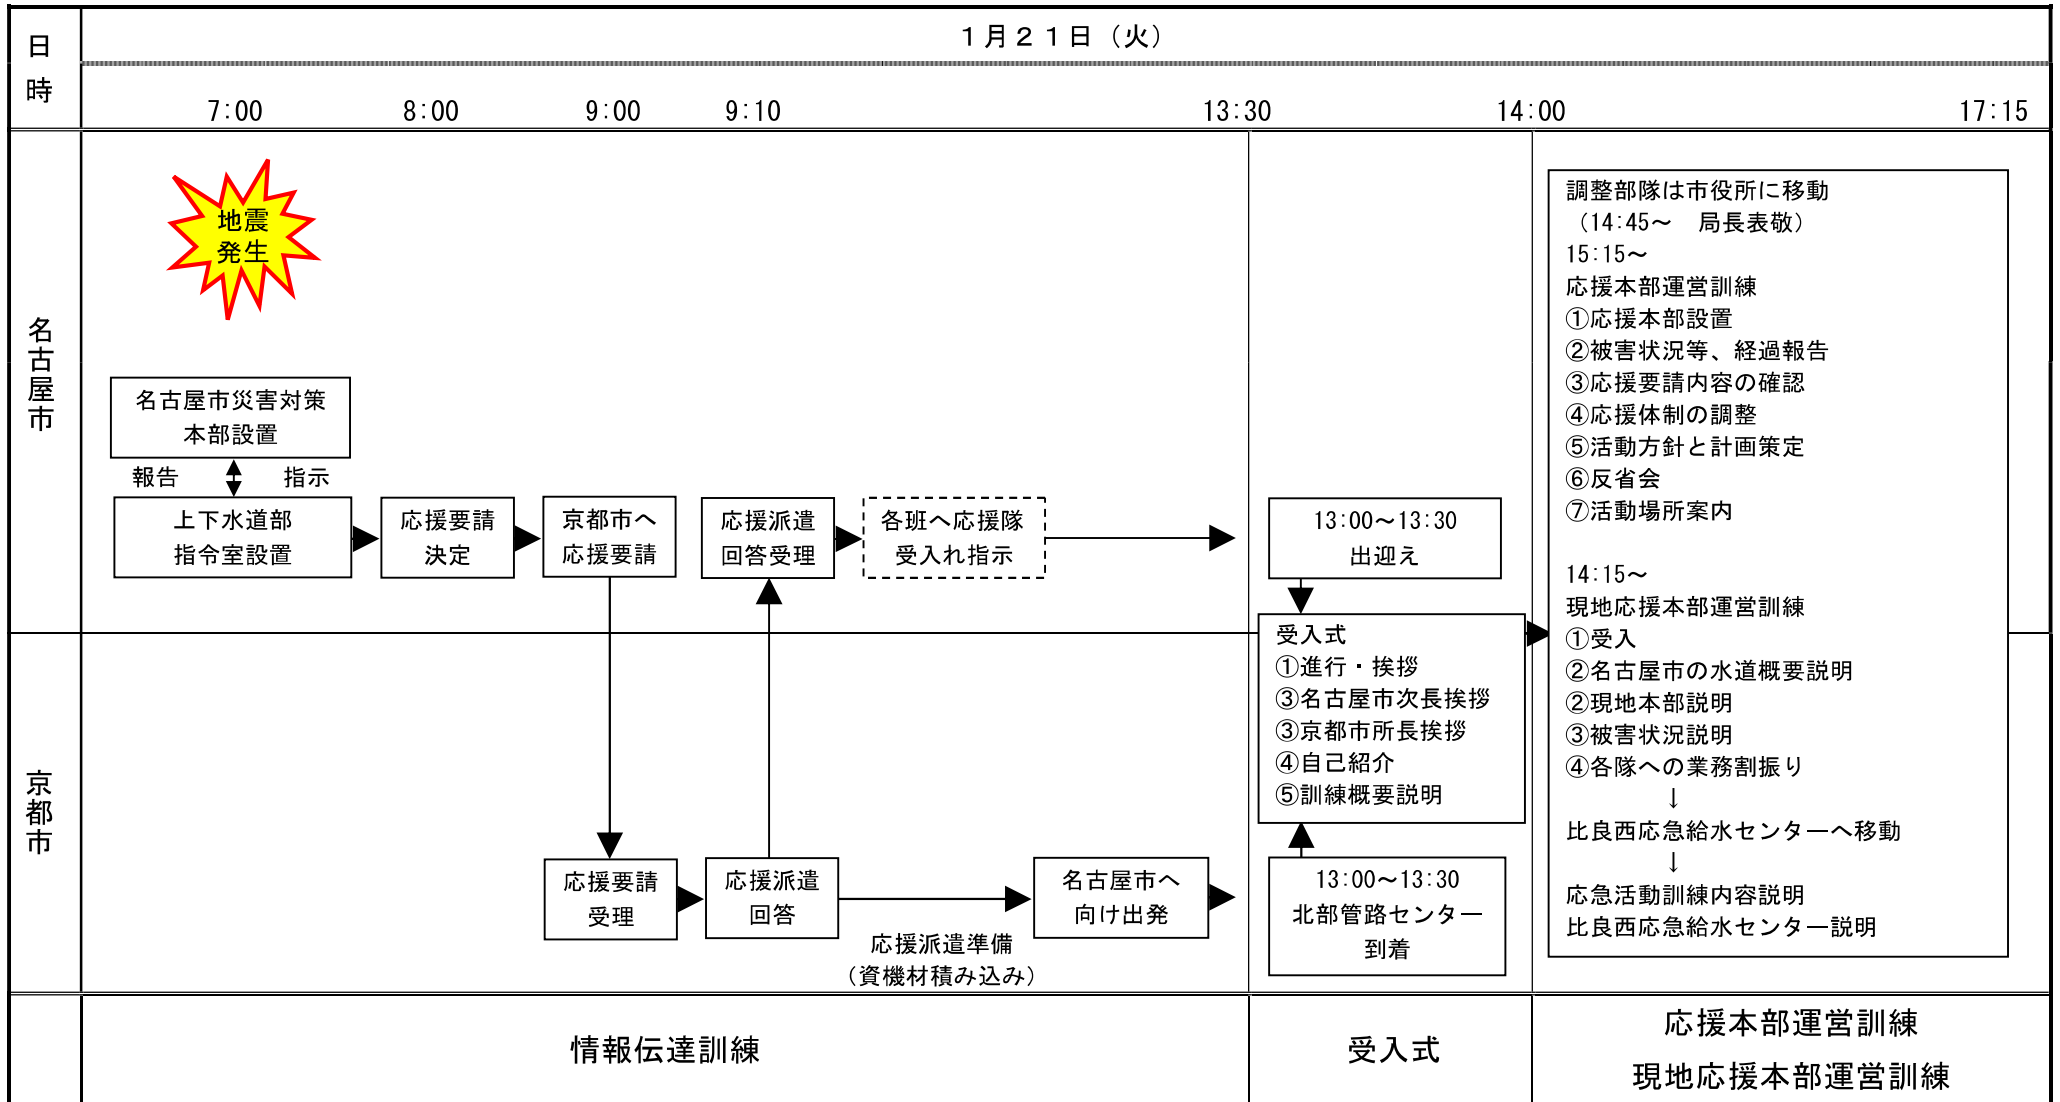 日
時
１月２１日（火）
7:00 8:00 9:00 9:10 13:30 14:00 17:15
名古屋市
地震
発生
名古屋市災害対策
本部設置
報告 指示
上下水道部
指令室設置
応援要請
決定
京都市へ
応援要請
応援派遣
回答受理
各班へ応援隊
受入れ指示
13:00～13:30
出迎え
受入式
①進行・挨拶
③名古屋市次長挨拶
③京都市所長挨拶
④自己紹介
⑤訓練概要説明
調整部隊は市役所に移動
（14:45～　局長表敬）
15:15～
応援本部運営訓練
①応援本部設置
②被害状況等、経過報告
③応援要請内容の確認
④応援体制の調整
⑤活動方針と計画策定
⑥反省会
⑦活動場所案内
14:15～
現地応援本部運営訓練
①受入
②名古屋市の水道概要説明
②現地本部説明
③被害状況説明
④各隊への業務割振り
↓
比良西応急給水センターへ移動
↓
応急活動訓練内容説明
比良西応急給水センター説明
京都市
応援要請
受理
応援派遣
回答
応援派遣準備
（資機材積み込み）
名古屋市へ
向け出発
13:00～13:30
北部管路センター
到着
情報伝達訓練
受入式
応援本部運営訓練
現地応援本部運営訓練